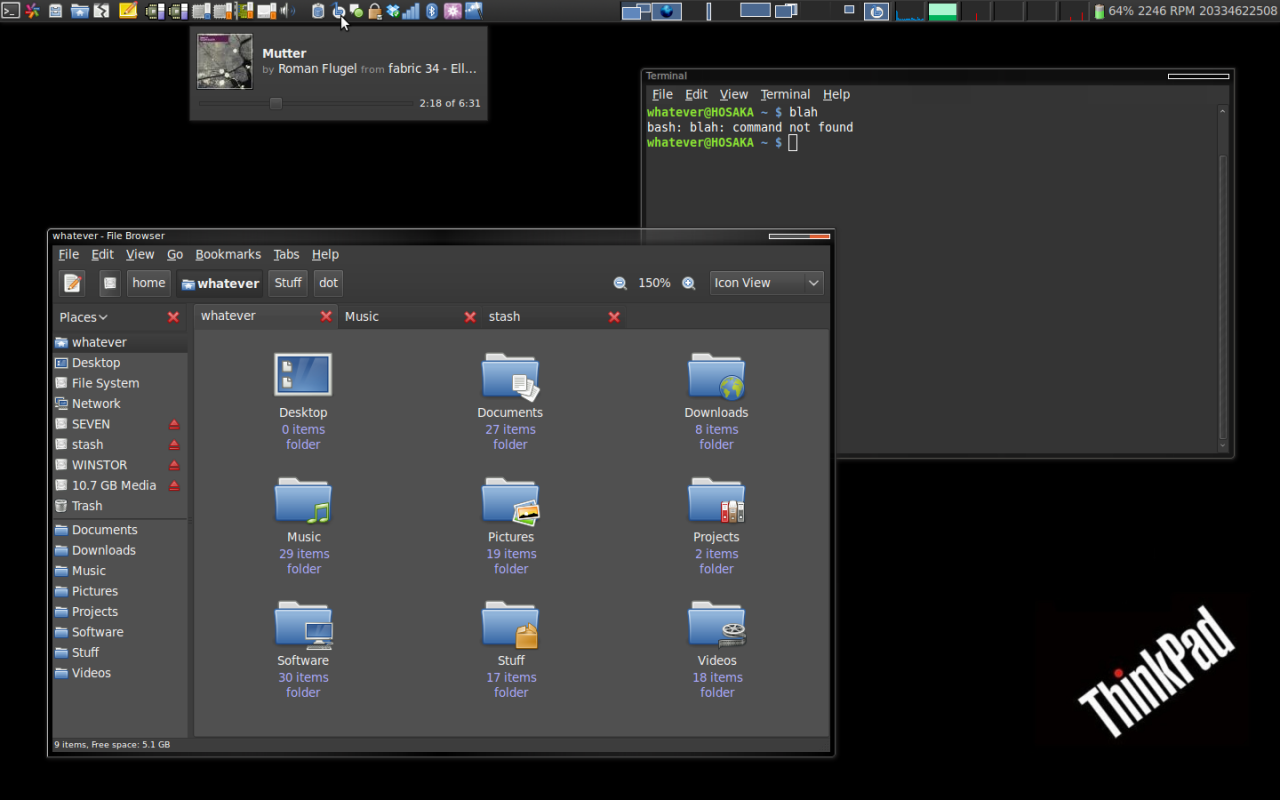 64% 2246 RPM 20334622508
Mutter
by Roman Flugel from fabric 34 - Ell...
2:18 of 6:31
Terminal
File Edit View Terminal Help
whatever@HOSAKA ~ $ blah
bash: blah: command not found
whatever@HOSAKA ~ $
whatever - File Browser
File Edit View Go Bookmarks Tabs Help
home whatever Stuff dot 150% Icon View
Places whatever Music stash
whatever
Desktop
File System
Network
SEVEN
stash
WINSTOR
10.7 GB Media
Trash
Documents
Downloads
Music
Pictures
Projects
Software
Stuff
Videos
Desktop
0 items
folder
Documents
27 items
folder
Downloads
8 items
folder
Music
29 items
folder
Pictures
19 items
folder
Projects
2 items
folder
Software
30 items
folder
Stuff
17 items
folder
Videos
18 items
folder
9 items, Free space: 5.1 GB
ThinkPad